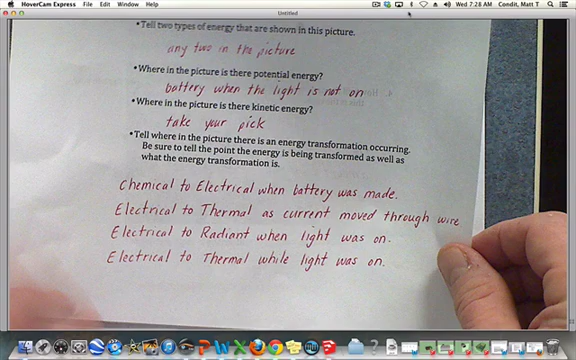 HoverCam Express File Edit Window Help Wed 7:28 AM Condit, Matt T
Untitled
• Tell two types of energy that are shown in this picture.
any two in the picture
• Where in the picture is there potential energy?
battery when the light is not on
• Where in the picture is there kinetic energy?
take your pick
• Tell where in the picture there is an energy transformation occurring.
Be sure to tell the point the energy is being transformed as well as
what the energy transformation is.
Chemical to Electrical when battery was made.
Electrical to Thermal as current moved through wire
Electrical to Radiant when light was on.
Electrical to Thermal while light was on.